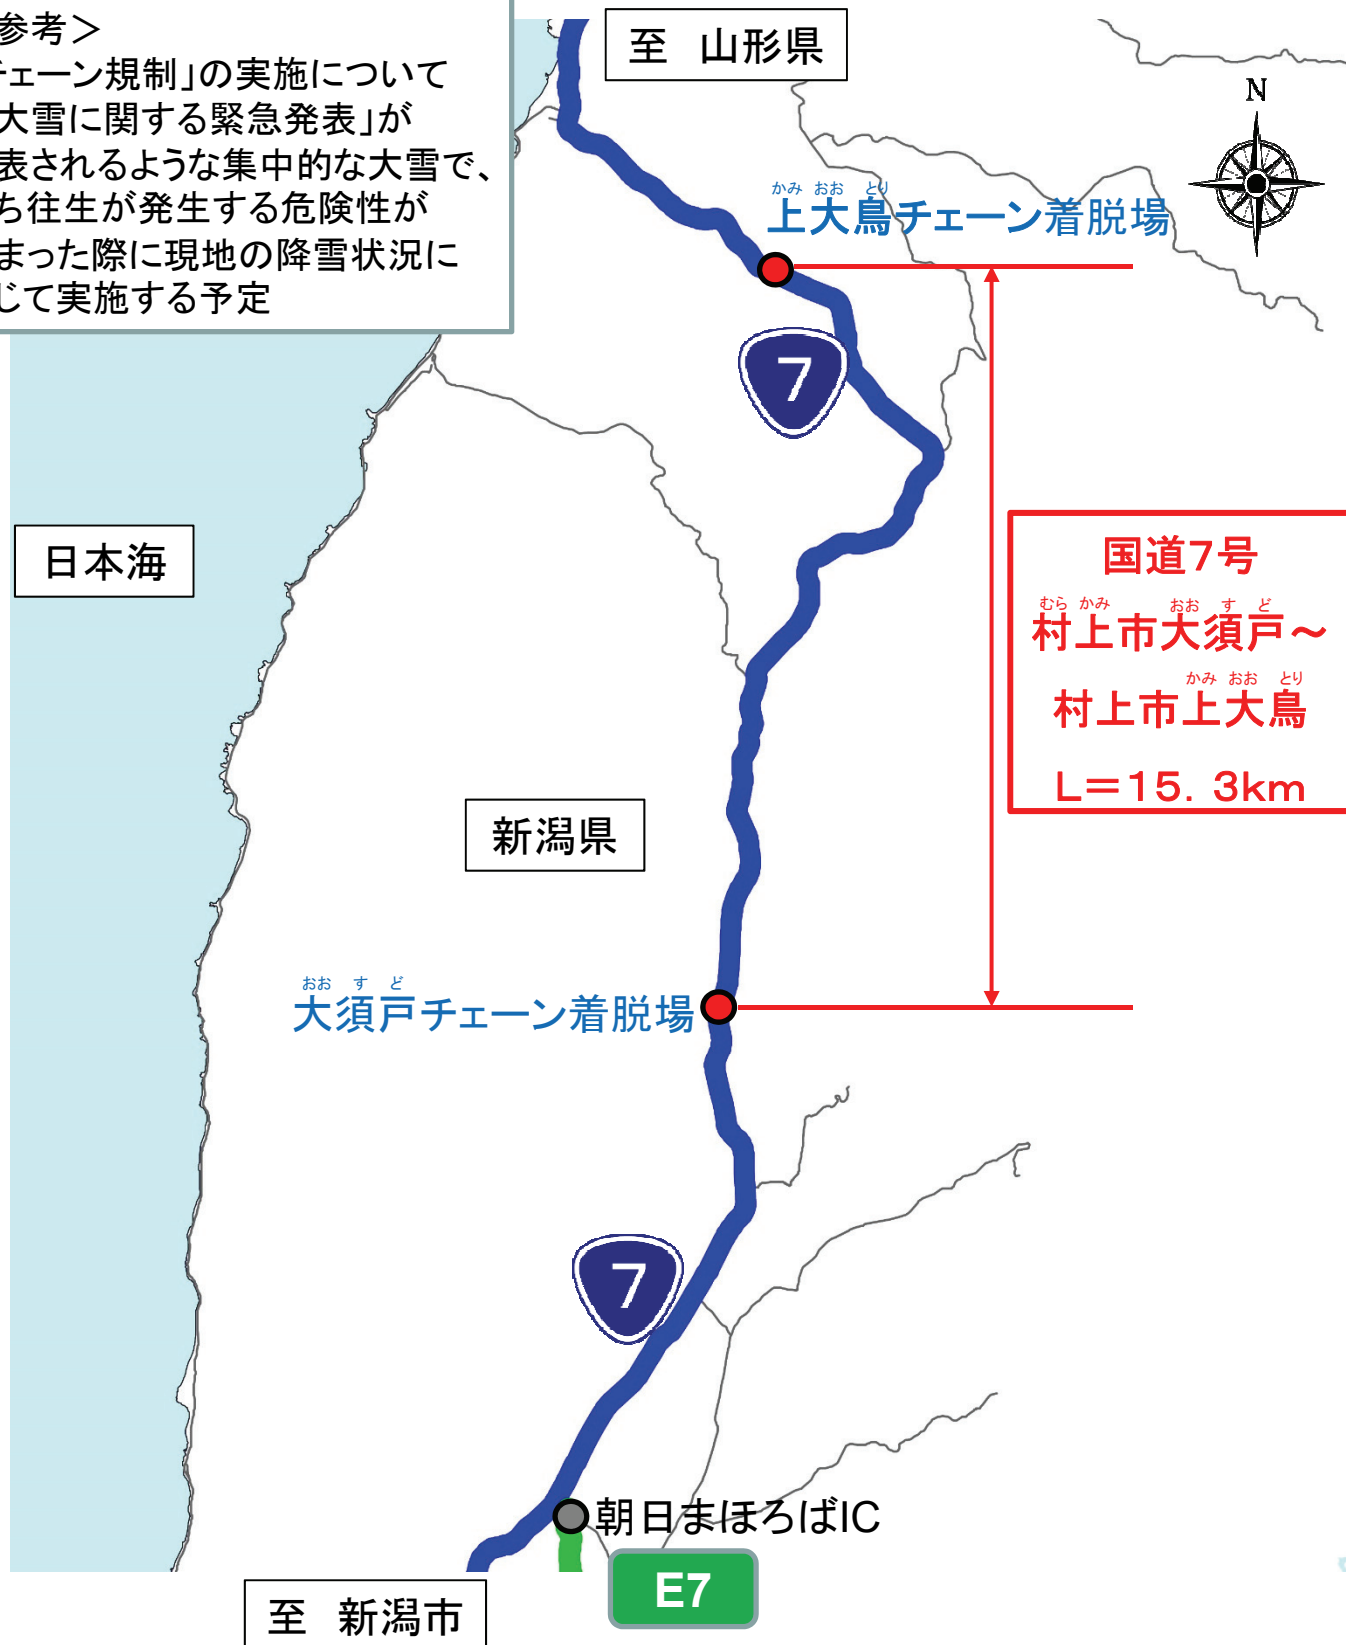 参考＞
チェーン規制」の実施について
大雪に関する緊急発表」が
表されるような集中的な大雪で、
ち往生が発生する危険性が
まった際に現地の降雪状況に
じて実施する予定
至 山形県
N
かみ おお とり
上大鳥チェーン着脱場
7
日本海
国道7号
むら かみ おお す ど
村上市大須戸～
かみ おお とり
村上市上大鳥
L＝15. 3km
新潟県
おお す ど
大須戸チェーン着脱場
7
朝日まほろばIC
E7
至 新潟市